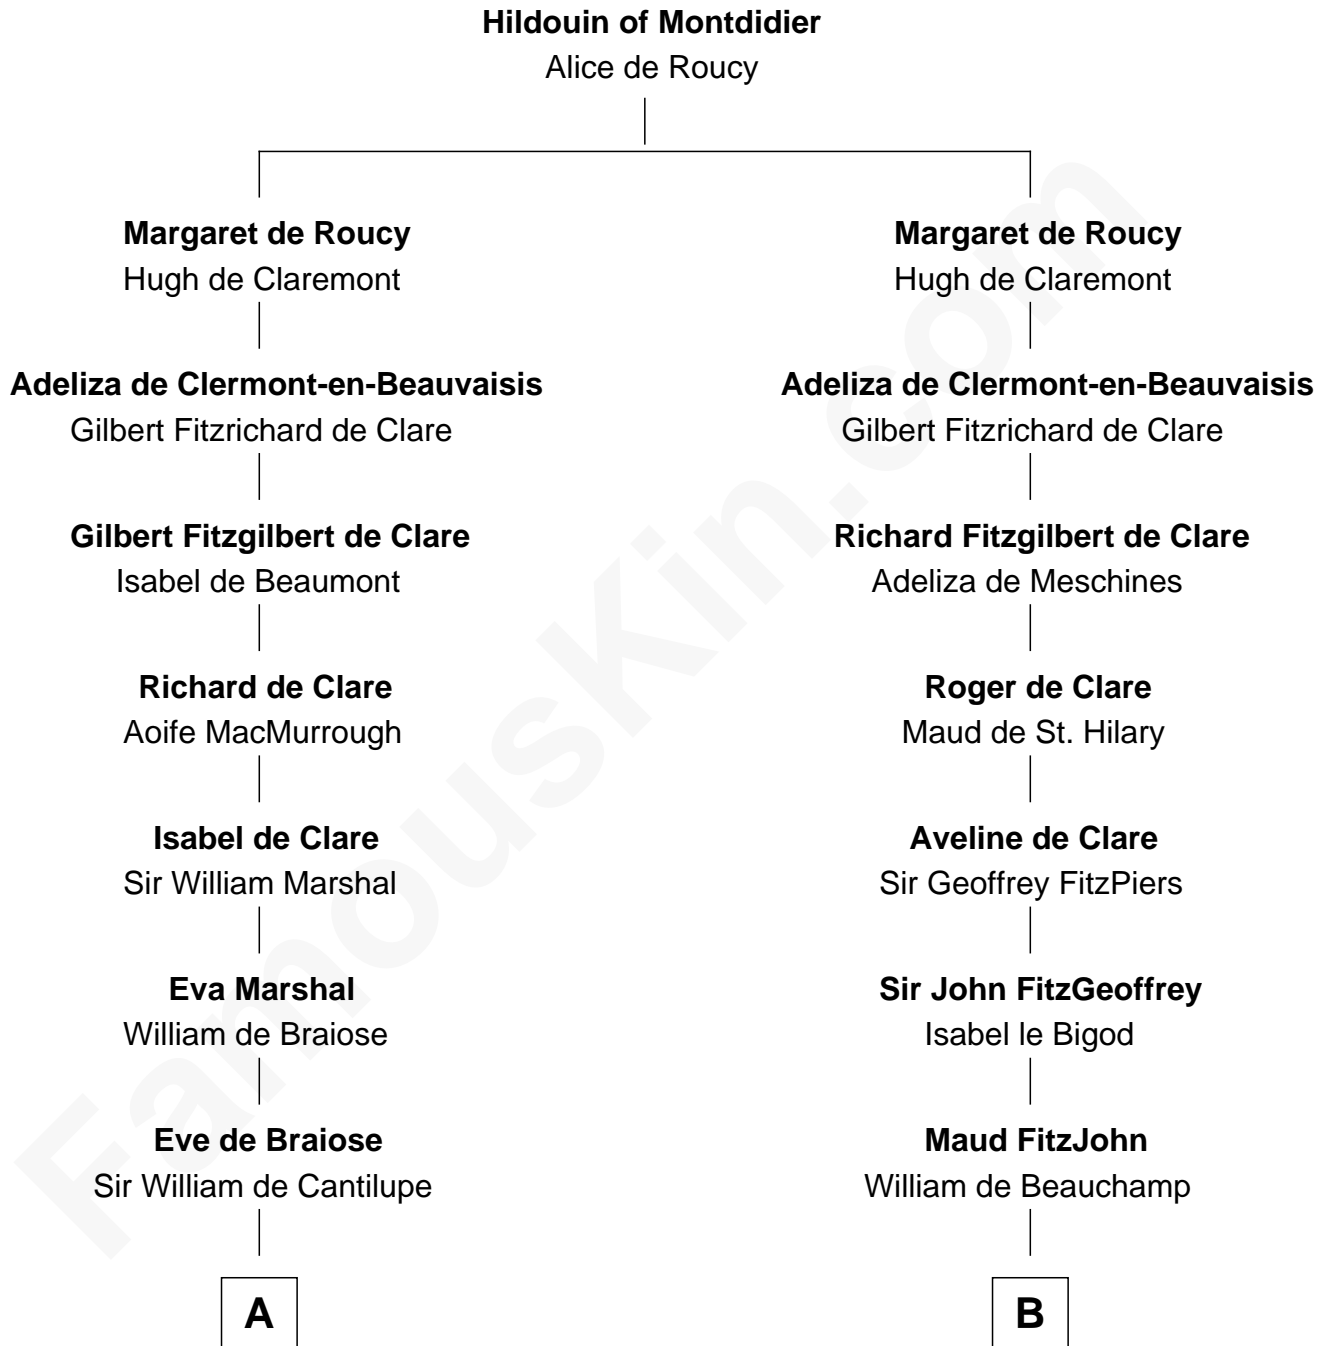 Hildouin of Montdidier
Alice de Roucy
Margaret de Roucy
Hugh de Claremont
Adeliza de Clermont-en-Beauvaisis
Gilbert Fitzrichard de Clare
Gilbert Fitzgilbert de Clare
Isabel de Beaumont
Richard de Clare
Aoife MacMurrough
Isabel de Clare
Sir William Marshal
Eva Marshal
William de Braiose
Eve de Braiose
Sir William de Cantilupe
A
Margaret de Roucy
Hugh de Claremont
Adeliza de Clermont-en-Beauvaisis
Gilbert Fitzrichard de Clare
Richard Fitzgilbert de Clare
Adeliza de Meschines
Roger de Clare
Maud de St. Hilary
Aveline de Clare
Sir Geoffrey FitzPiers
Sir John FitzGeoffrey
Isabel le Bigod
Maud FitzJohn
William de Beauchamp
B
FamousKin.com